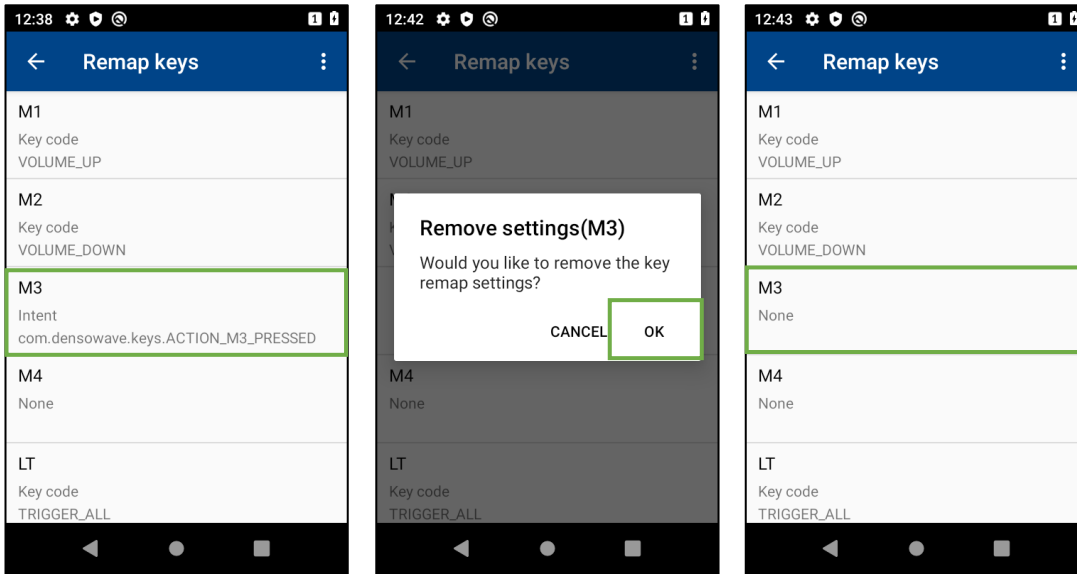 12:38
1
Remap keys
M1
Key code
VOLUME_UP
M2
Key code
VOLUME_DOWN
M3
Intent
com.densowave.keys.ACTION_M3_PRESSED
M4
None
LT
Key code
TRIGGER_ALL
12:42
1
Remap keys
M1
Key code
VOLUME_UP
Remove settings(M3)
Would you like to remove the key
remap settings?
CANCEL OK
M4
None
LT
Key code
TRIGGER_ALL
12:43
1
Remap keys
M1
Key code
VOLUME_UP
M2
Key code
VOLUME_DOWN
M3
None
M4
None
LT
Key code
TRIGGER_ALL